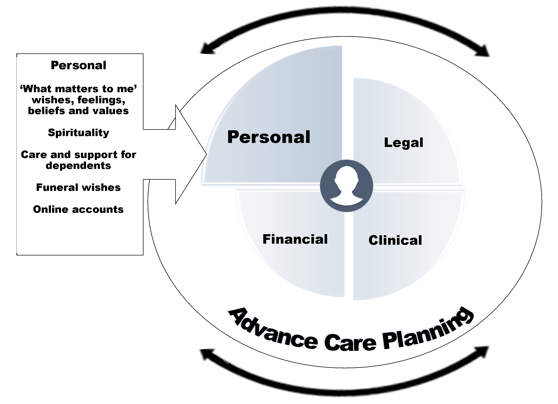 Personal
‘What matters to me’
wishes, feelings,
beliefs and values
Spirituality
Care and support for
dependents
Funeral wishes
Online accounts
Personal
Legal
Financial
Clinical
Advance Care Planning